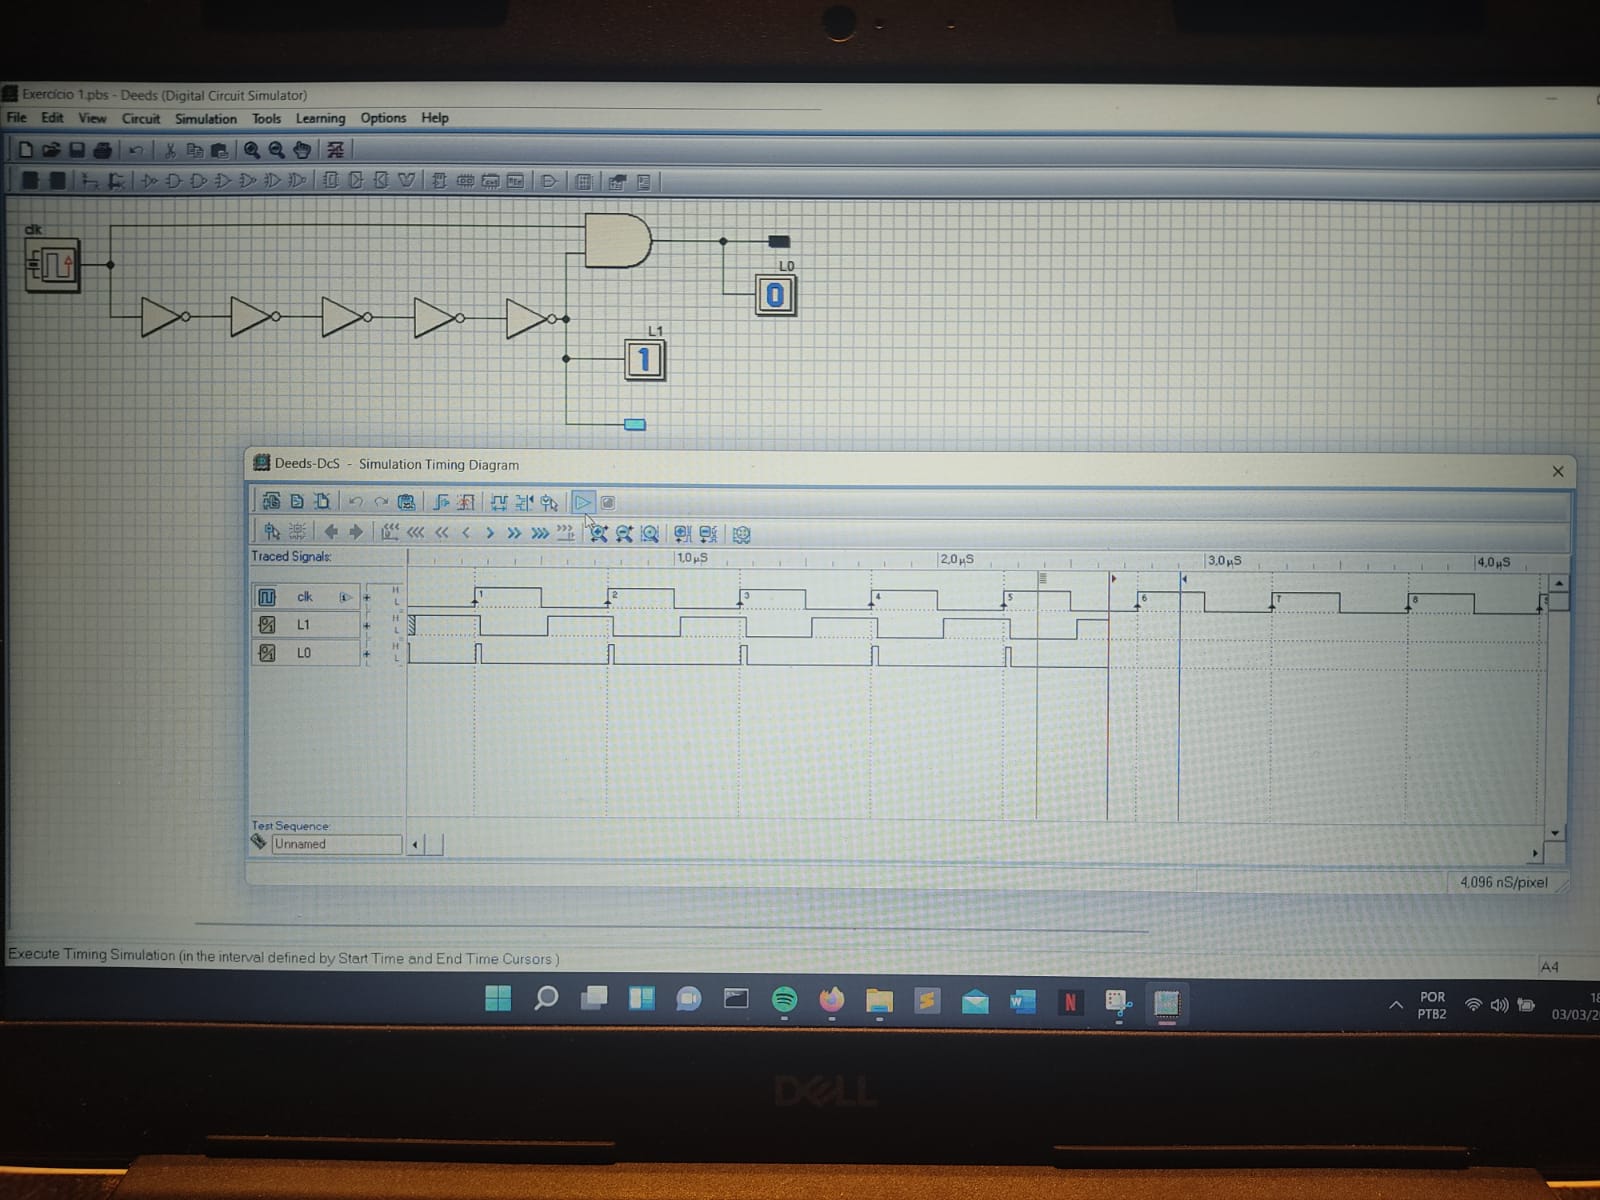 Exercício 1.pbs - Deeds (Digital Circuit Simulator)
File Edit View Circuit Simulation Tools Learning Options Help
clk
L0
0
L1
1
Deeds-DcS - Simulation Timing Diagram
Traced Signals:
1,0µS 2,0µS 3,0µS 4,0µS
clk H L 1 2 3 4 5 6 7 8
L1 H L
L0 H L
Test Sequence:
Unnamed
4,096 nS/pixel
Execute Timing Simulation (in the interval defined by Start Time and End Time Cursors )
A4
POR
PTB2
18
03/03/2
DELL